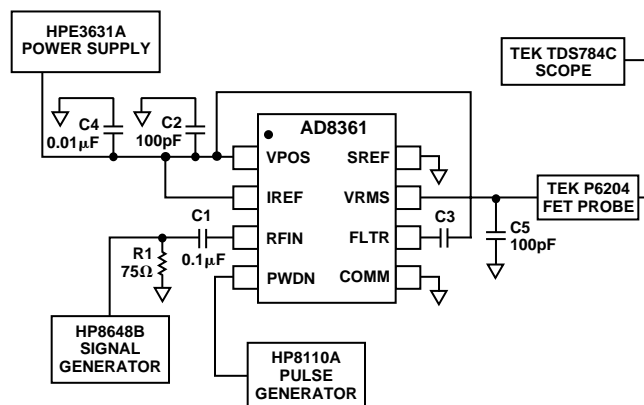 HPE3631A
POWER SUPPLY
TEK TDS784C
SCOPE
C4
0.01μF
C2
100pF
AD8361
VPOS
SREF
IREF
VRMS
TEK P6204
FET PROBE
C1
0.1μF
RFIN
FLTR
C3
C5
100pF
R1
75Ω
PWDN
COMM
HP8648B
SIGNAL
GENERATOR
HP8110A
PULSE
GENERATOR